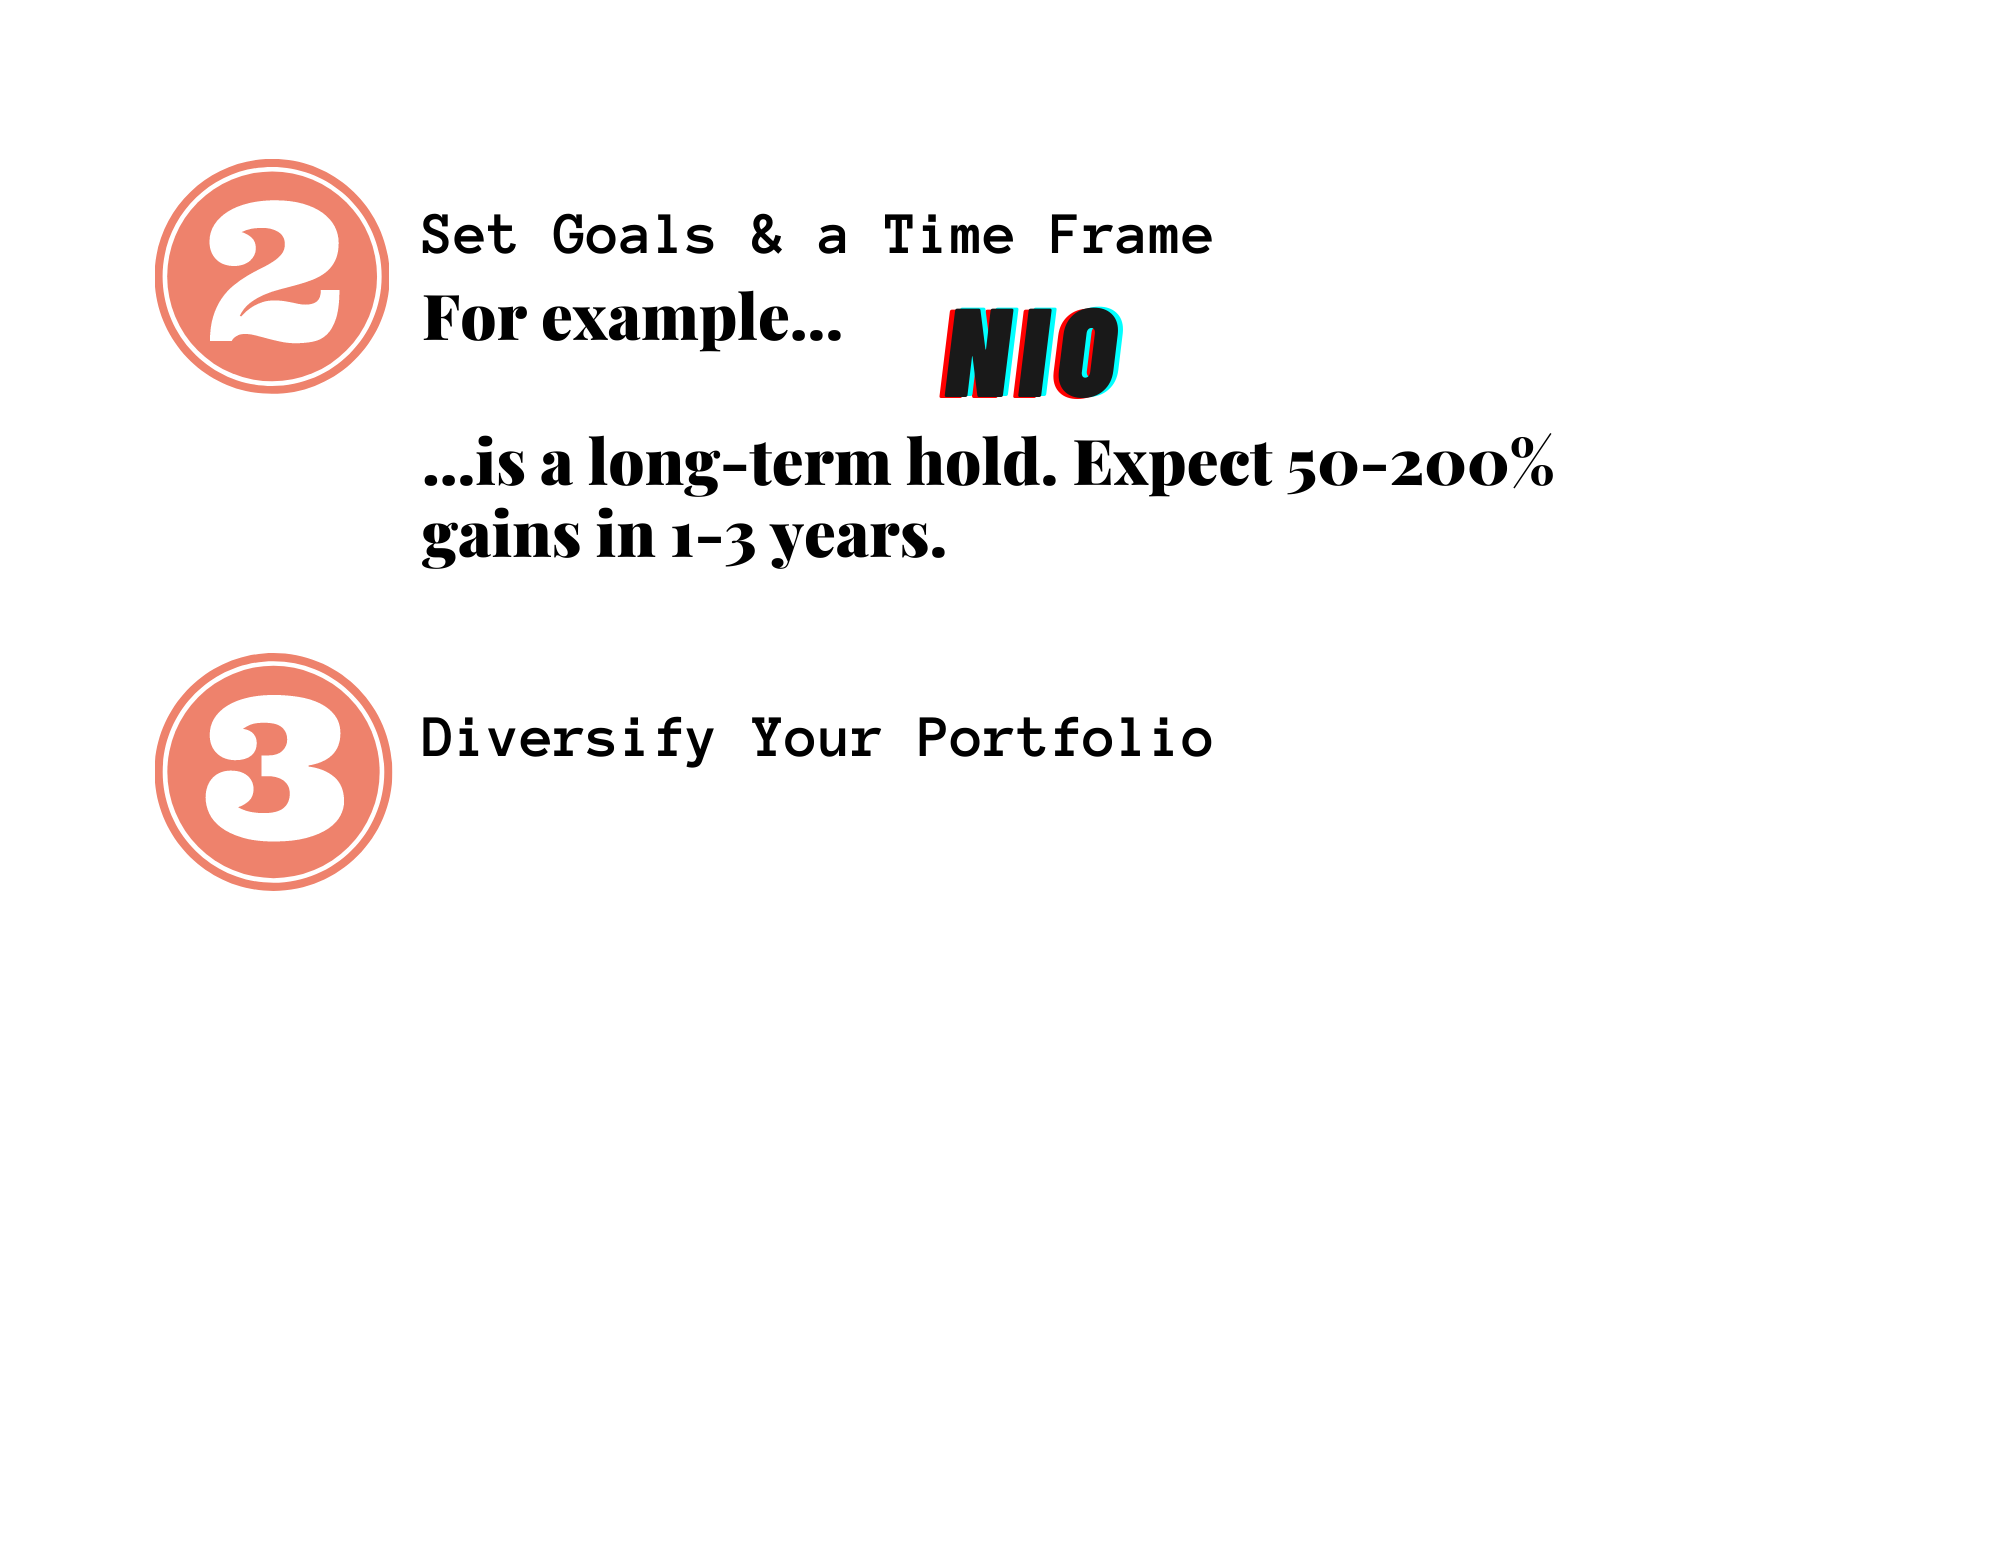 2
Set Goals & a Time Frame
For example...
NIO
...is a long-term hold. Expect 50-200%
gains in 1-3 years.
3
Diversify Your Portfolio